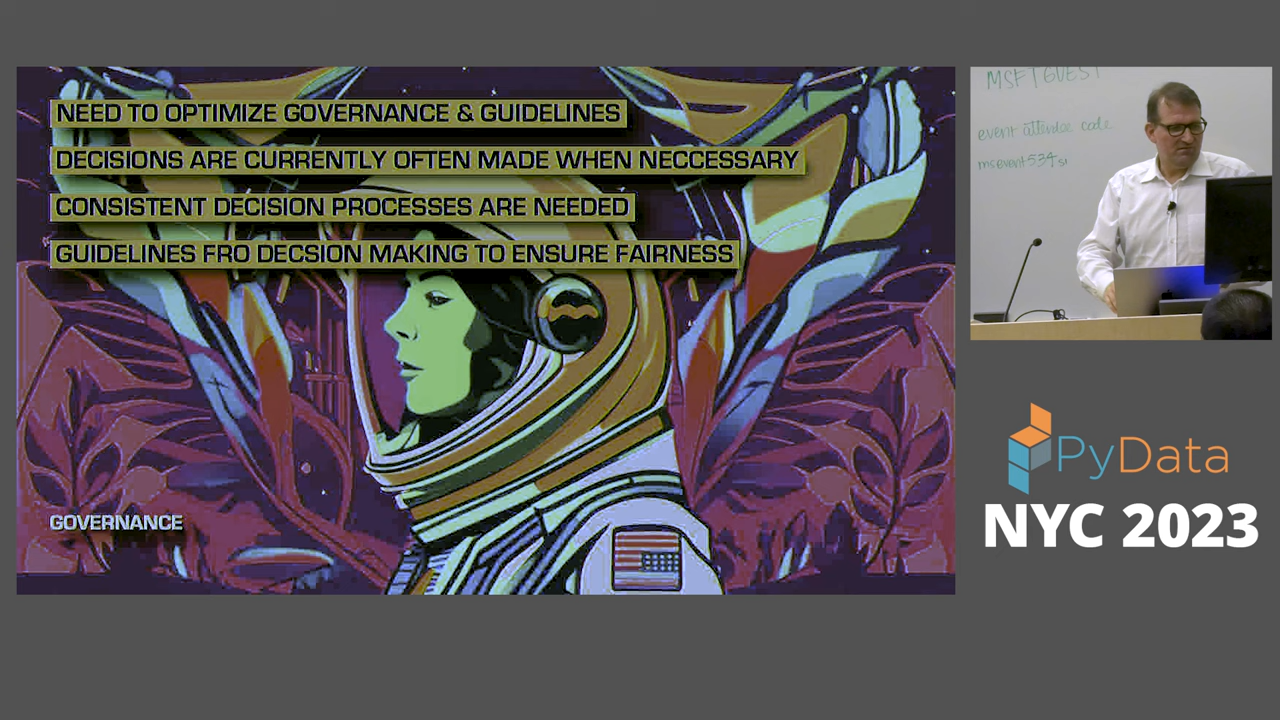 NEED TO OPTIMIZE GOVERNANCE & GUIDELINES
DECISIONS ARE CURRENTLY OFTEN MADE WHEN NECCESSARY
CONSISTENT DECISION PROCESSES ARE NEEDED
GUIDELINES FRO DECSION MAKING TO ENSURE FAIRNESS
GOVERNANCE
MSFTGUEST
event attendee code
msevent534si
PyData
NYC 2023